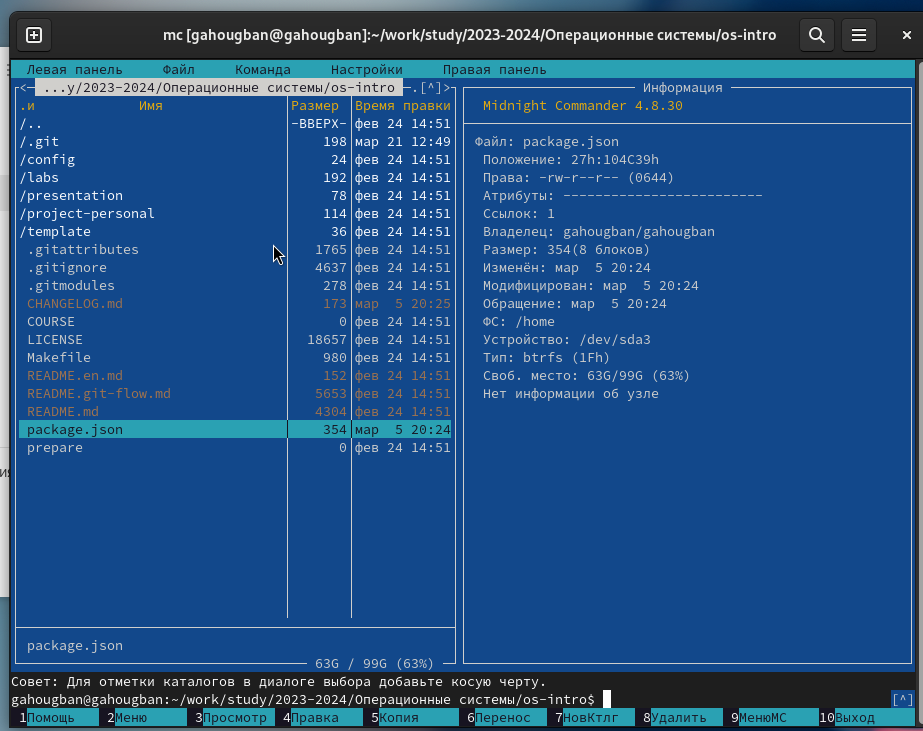 mc [gahougban@gahougban]:~/work/study/2023-2024/Операционные системы/os-intro
Левая панель Файл Команда Настройки Правая панель
<— ...y/2023-2024/Операционные системы/os-intro —.[^]>
.и Имя Размер Время правки
/.. -ВВЕРХ- фев 24 14:51
/.git 198 мар 21 12:49
/config 24 фев 24 14:51
/labs 192 фев 24 14:51
/presentation 78 фев 24 14:51
/project-personal 114 фев 24 14:51
/template 36 фев 24 14:51
.gitattributes 1765 фев 24 14:51
.gitignore 4637 фев 24 14:51
.gitmodules 278 фев 24 14:51
CHANGELOG.md 173 мар 5 20:25
COURSE 0 фев 24 14:51
LICENSE 18657 фев 24 14:51
Makefile 980 фев 24 14:51
README.en.md 152 фев 24 14:51
README.git-flow.md 5653 фев 24 14:51
README.md 4304 фев 24 14:51
package.json 354 мар 5 20:24
prepare 0 фев 24 14:51
package.json
63G / 99G (63%)
Информация
Midnight Commander 4.8.30
Файл: package.json
Положение: 27h:104C39h
Права: -rw-r--r-- (0644)
Атрибуты: -------------------------
Ссылок: 1
Владелец: gahougban/gahougban
Размер: 354(8 блоков)
Изменён: мар 5 20:24
Модифицирован: мар 5 20:24
Обращение: мар 5 20:24
ФС: /home
Устройство: /dev/sda3
Тип: btrfs (1Fh)
Своб. место: 63G/99G (63%)
Нет информации об узле
Совет: Для отметки каталогов в диалоге выбора добавьте косую черту.
gahougban@gahougban:~/work/study/2023-2024/Операционные системы/os-intro$ [^]
1Помощь 2Меню 3Просмотр 4Правка 5Копия 6Перенос 7НовКтлг 8Удалить 9МенюМС 10Выход